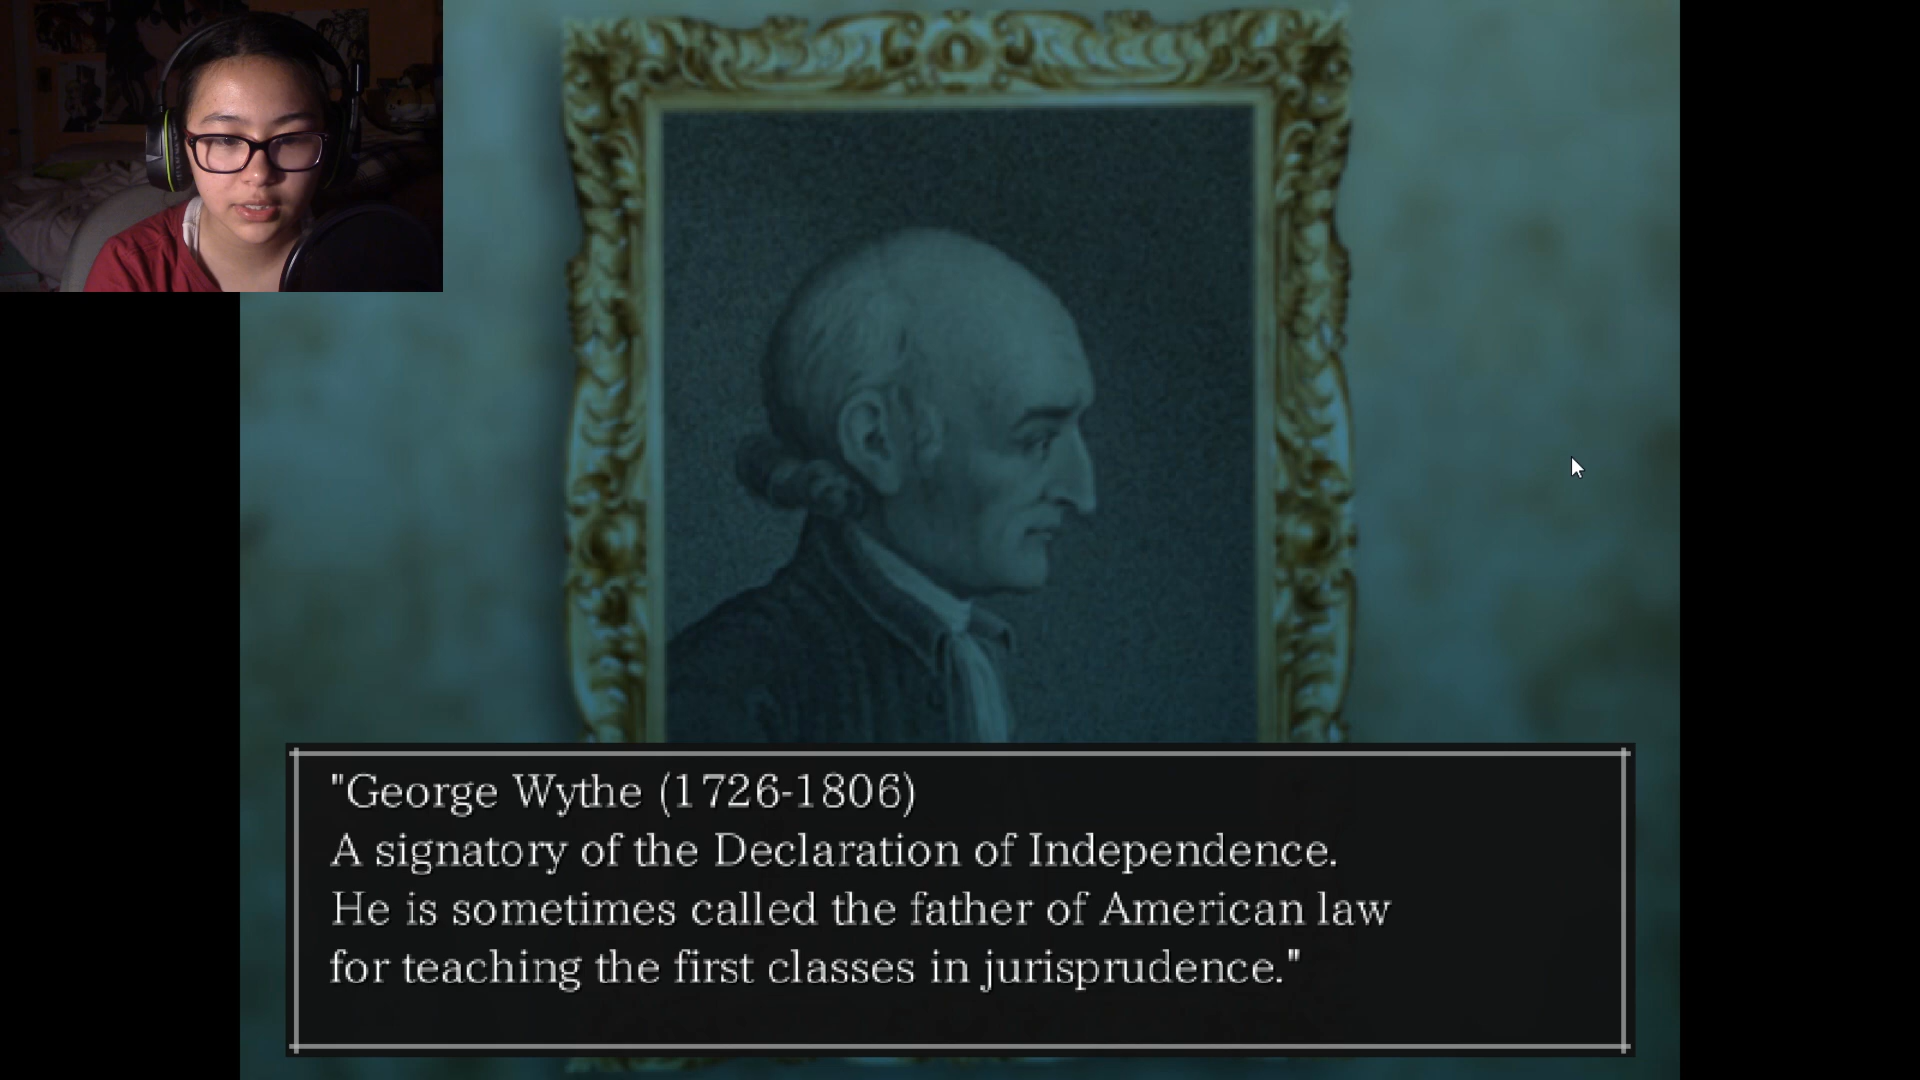 "George Wythe (1726-1806)
A signatory of the Declaration of Independence.
He is sometimes called the father of American law
for teaching the first classes in jurisprudence."